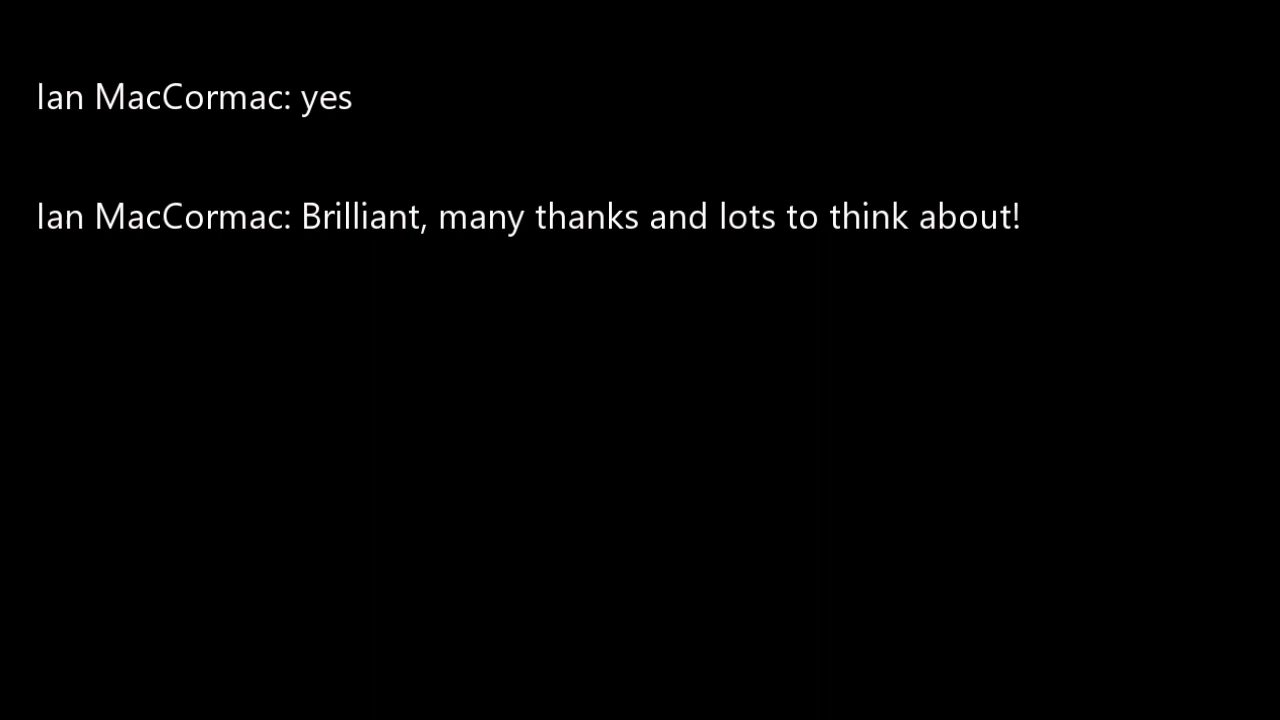 Ian MacCormac: yes
Ian MacCormac: Brilliant, many thanks and lots to think about!